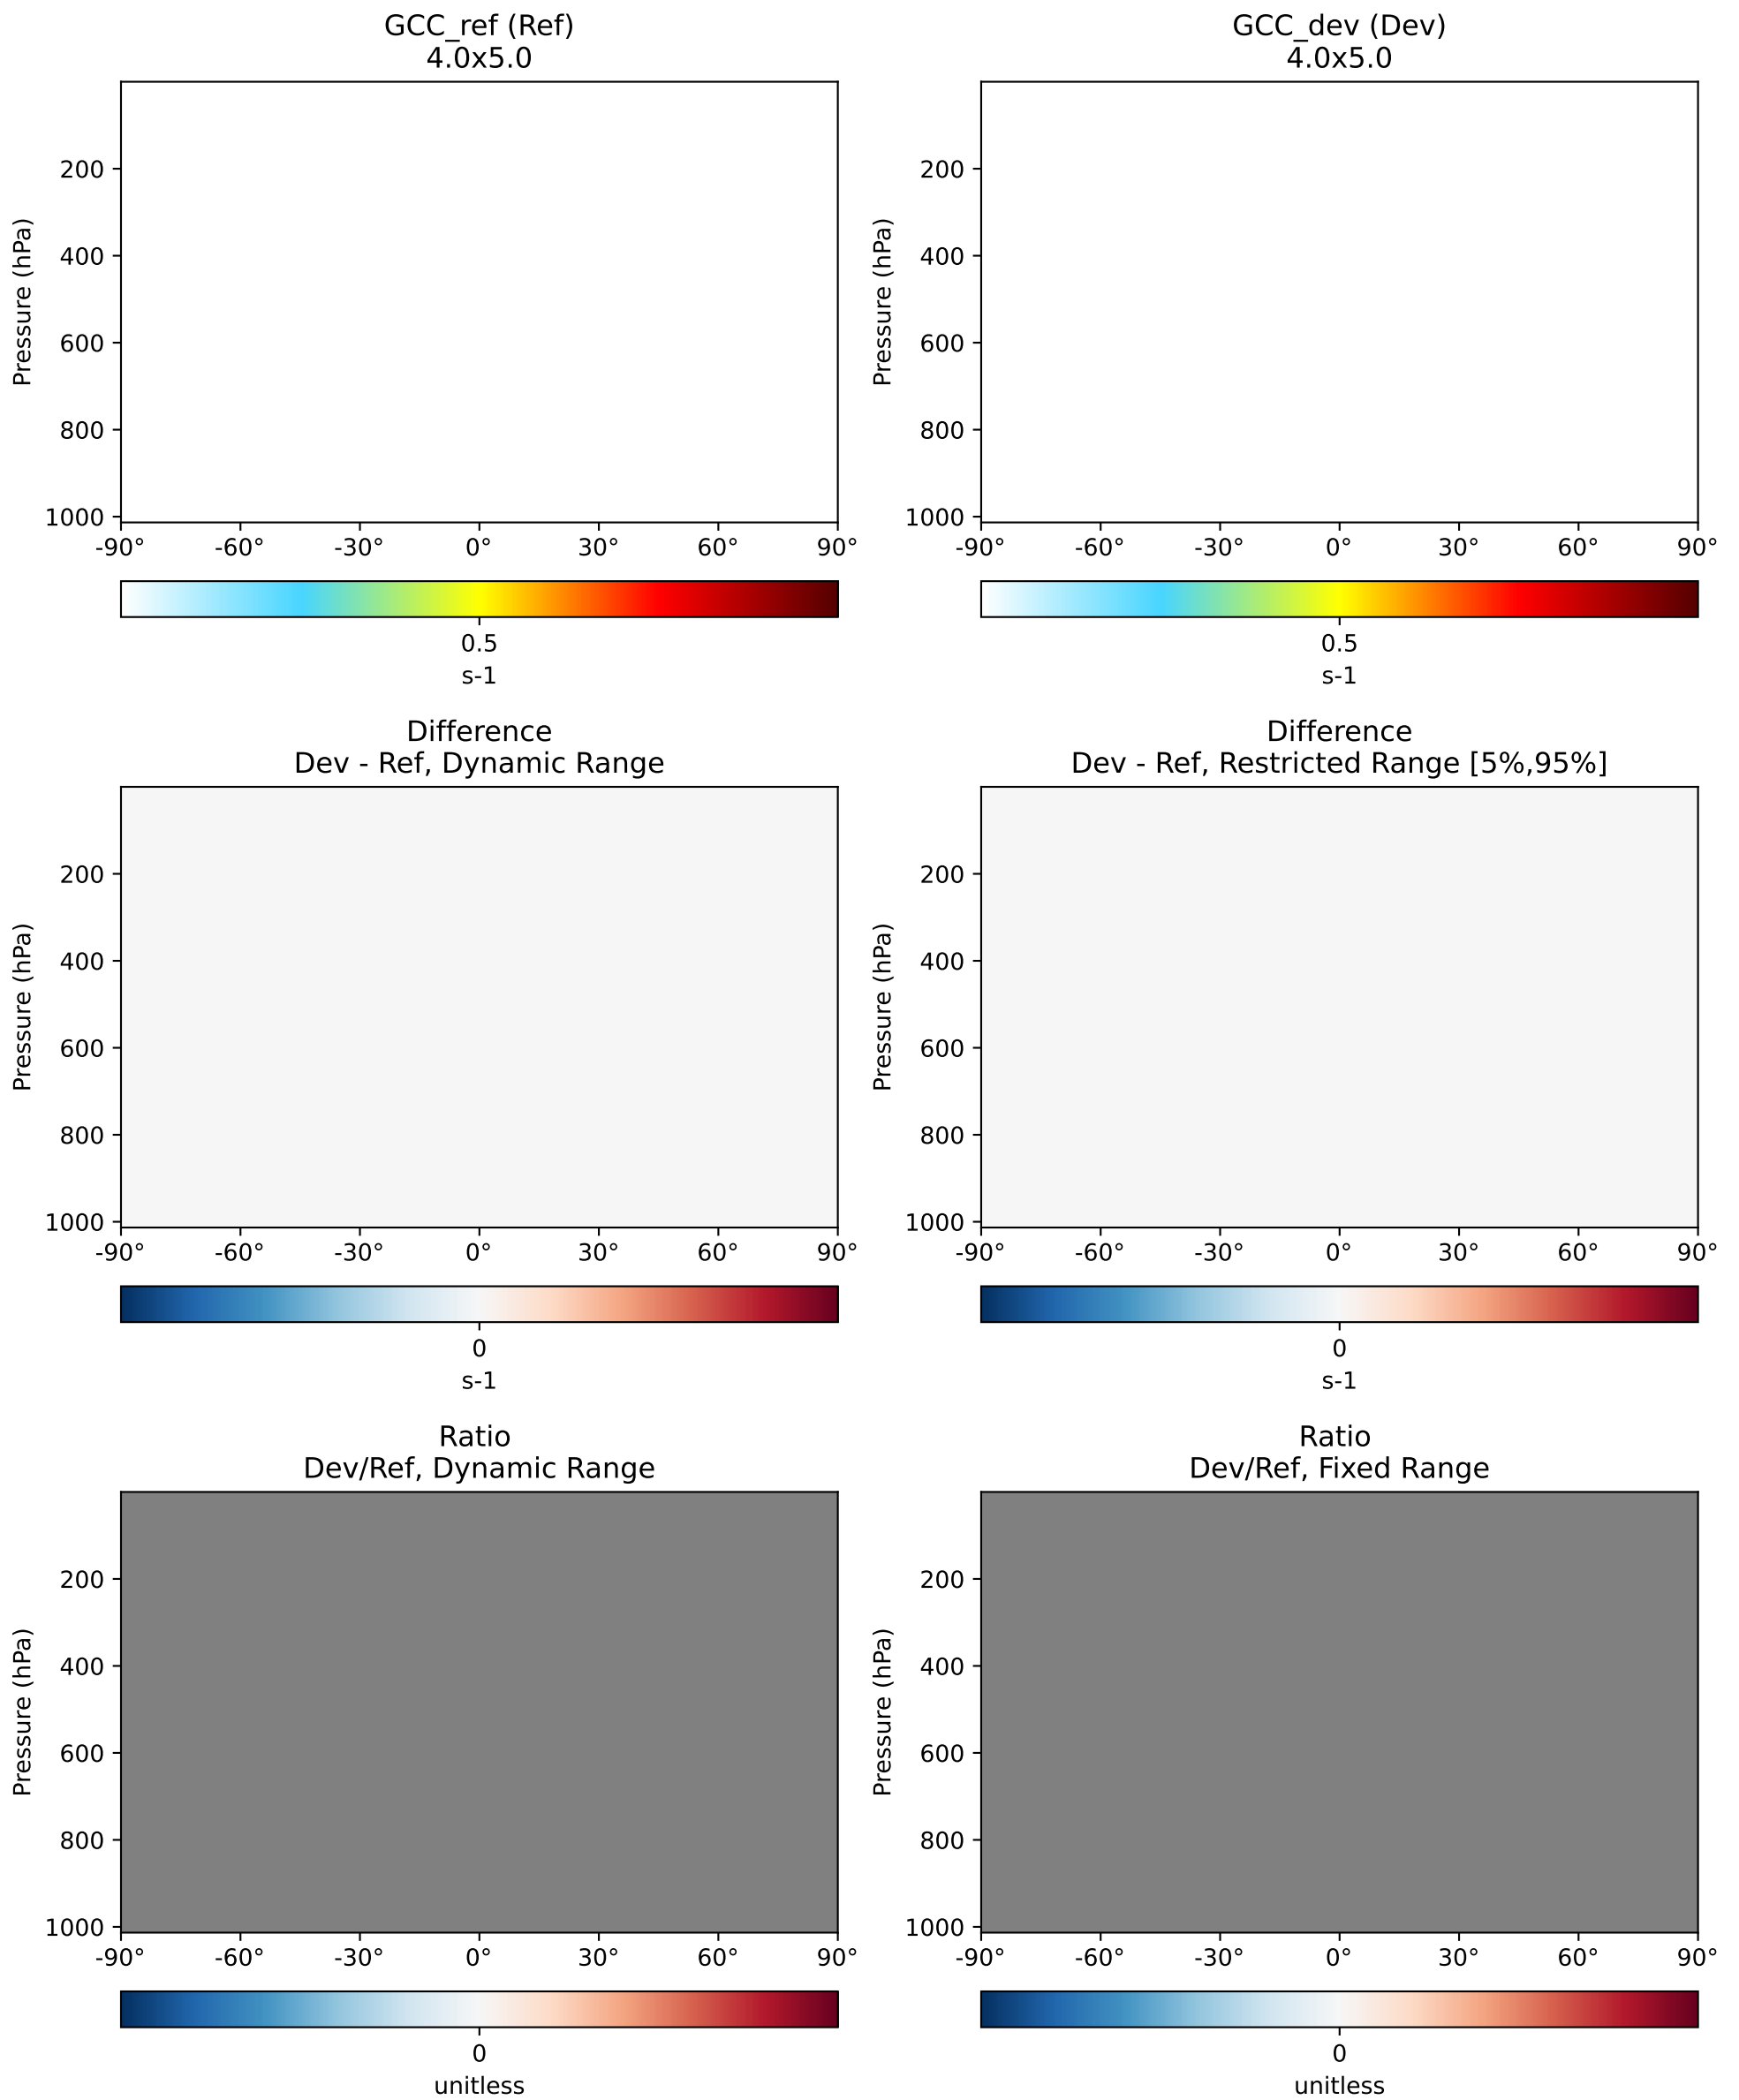 GCC_ref (Ref)
4.0x5.0
Pressure (hPa)
200
400
600
800
1000
-90° -60° -30° 0° 30° 60° 90°
0.5
s-1
GCC_dev (Dev)
4.0x5.0
Pressure (hPa)
200
400
600
800
1000
-90° -60° -30° 0° 30° 60° 90°
0.5
s-1
Difference
Dev - Ref, Dynamic Range
Pressure (hPa)
200
400
600
800
1000
-90° -60° -30° 0° 30° 60° 90°
0
s-1
Difference
Dev - Ref, Restricted Range [5%,95%]
Pressure (hPa)
200
400
600
800
1000
-90° -60° -30° 0° 30° 60° 90°
0
s-1
Ratio
Dev/Ref, Dynamic Range
Pressure (hPa)
200
400
600
800
1000
-90° -60° -30° 0° 30° 60° 90°
0
unitless
Ratio
Dev/Ref, Fixed Range
Pressure (hPa)
200
400
600
800
1000
-90° -60° -30° 0° 30° 60° 90°
0
unitless